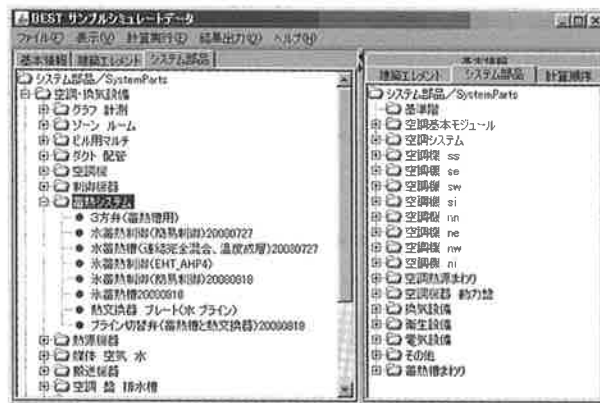 BEST サンプルシミュレートデータ
ファイル(F) 表示(V) 計算実行(E) 結果出力(O) ヘルプ(H)
基本情報 建築エレメント システム部品
システム部品/SystemParts
空調・換気設備
グラフ 計測
ゾーン ルーム
ビル用マルチ
ダクト 配管
空調機
制御機器
蓄熱システム
3方弁(蓄熱槽用)
水蓄熱制御(簡易制御)20080727
水蓄熱槽(連結完全混合、温度成層)20080727
氷蓄熱制御(EHT_AHP4)
氷蓄熱制御(簡易制御)20080818
氷蓄熱槽20080818
熱交換器 プレート(水 ブライン)
ブライン切替弁(蓄熱槽と熱交換器)20080818
熱源機器
媒体 空気 水
搬送機器
空調 盤 排水槽
基本情報
建築エレメント システム部品 計算順序
システム部品/SystemParts
基準階
空調基本モジュール
空調システム
空調機 ss
空調機 se
空調機 sw
空調機 si
空調機 nn
空調機 ne
空調機 nw
空調機 ni
空調熱源まわり
空調機器 動力盤
換気設備
衛生設備
電気設備
その他
蓄熱槽まわり